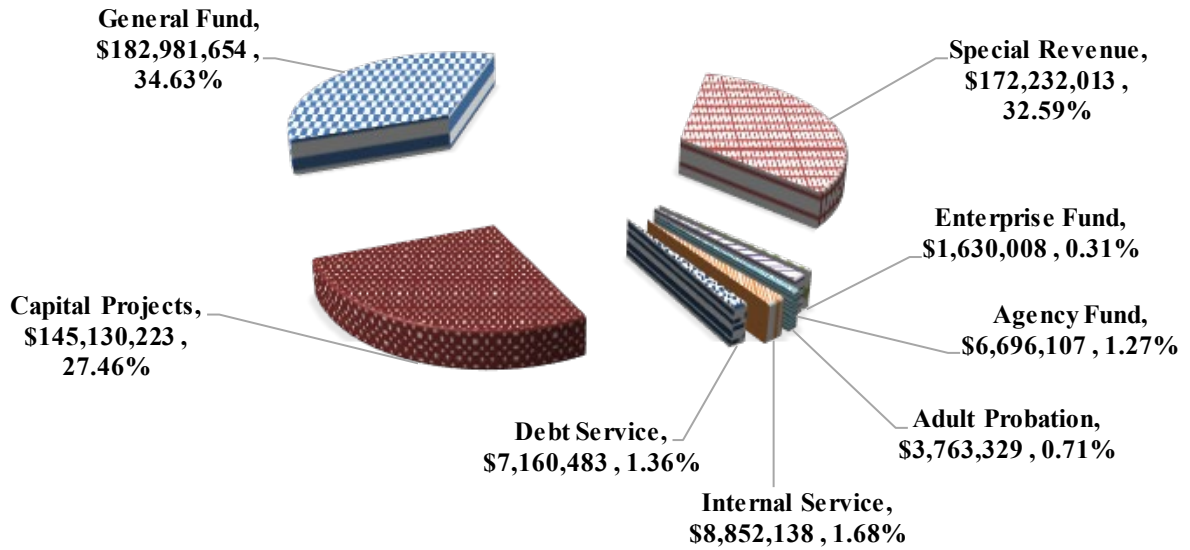 General Fund,
$182,981,654 ,
34.63%
Special Revenue,
$172,232,013 ,
32.59%
Enterprise Fund,
$1,630,008 , 0.31%
Agency Fund,
$6,696,107 , 1.27%
Adult Probation,
$3,763,329 , 0.71%
Internal Service,
$8,852,138 , 1.68%
Debt Service,
$7,160,483 , 1.36%
Capital Projects,
$145,130,223 ,
27.46%